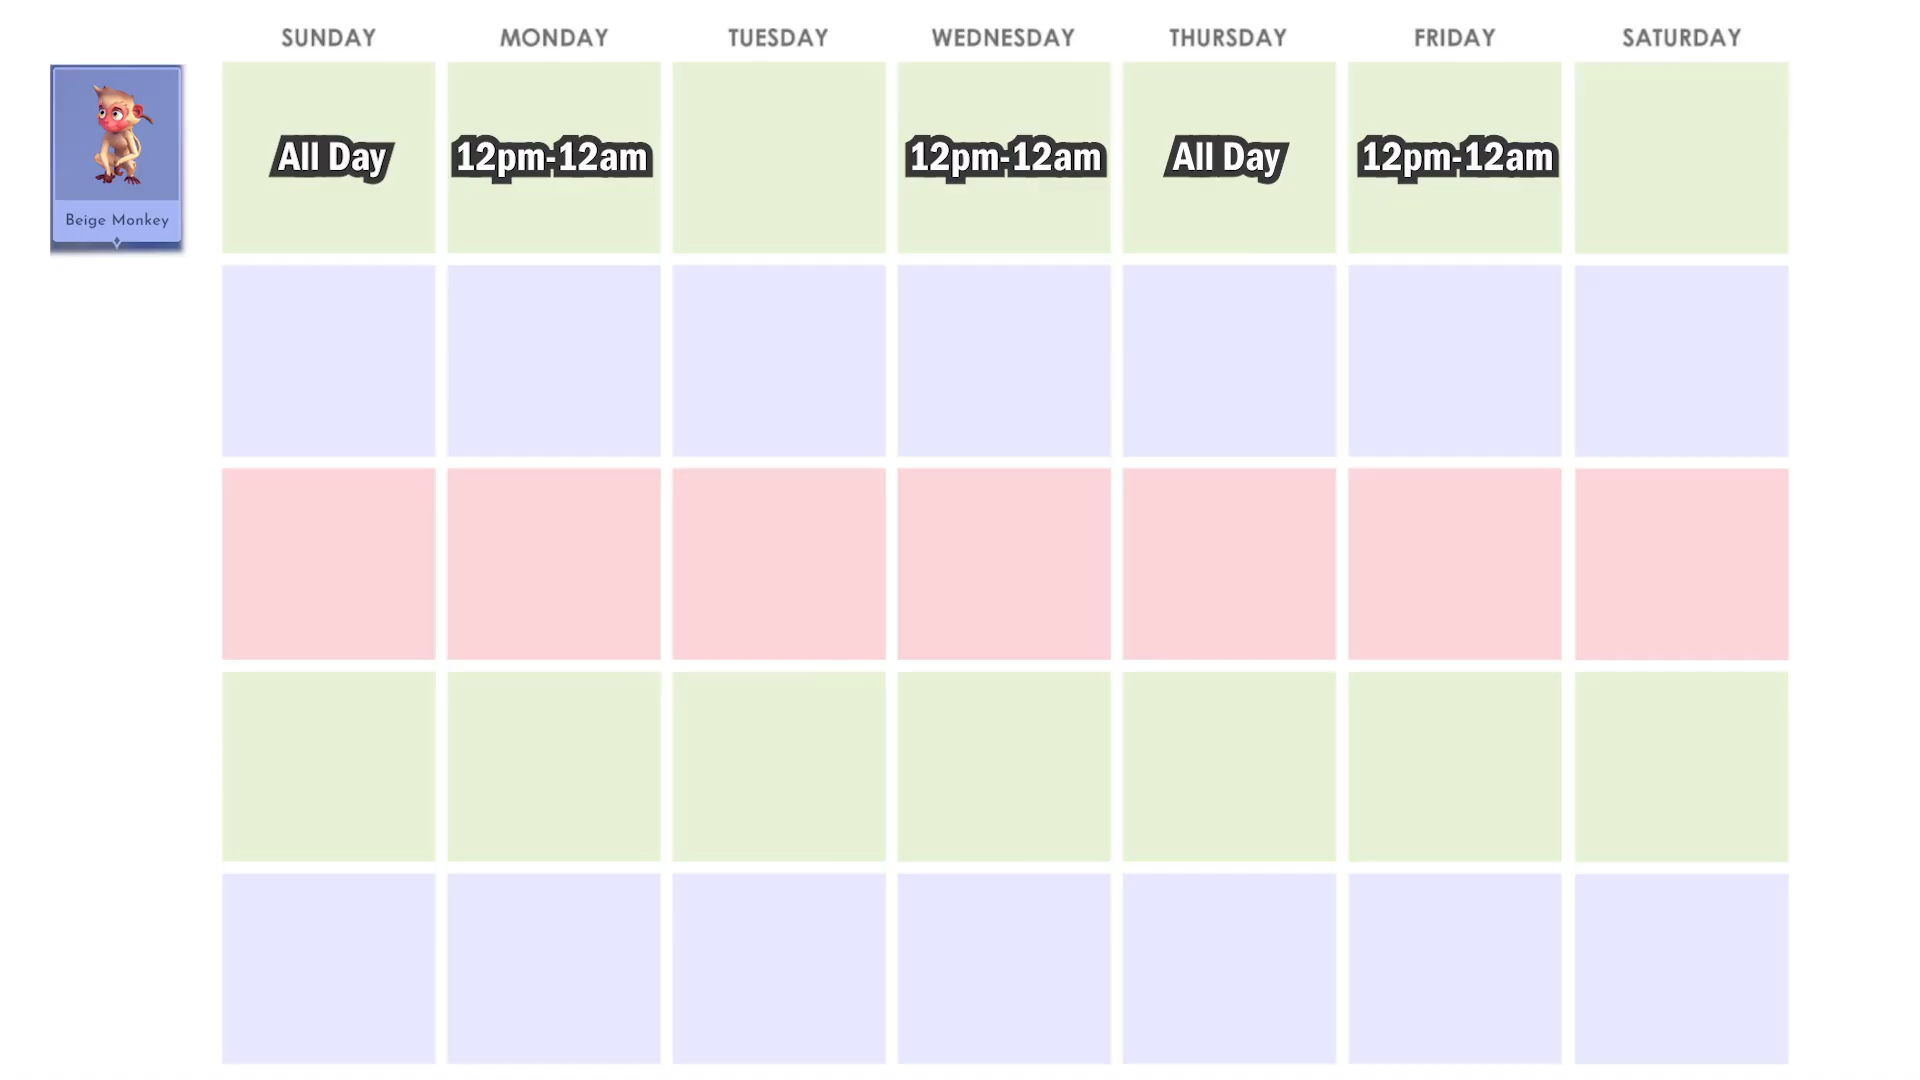 SUNDAY MONDAY TUESDAY WEDNESDAY THURSDAY FRIDAY SATURDAY
All Day 12pm-12am 12pm-12am All Day 12pm-12am
Beige Monkey